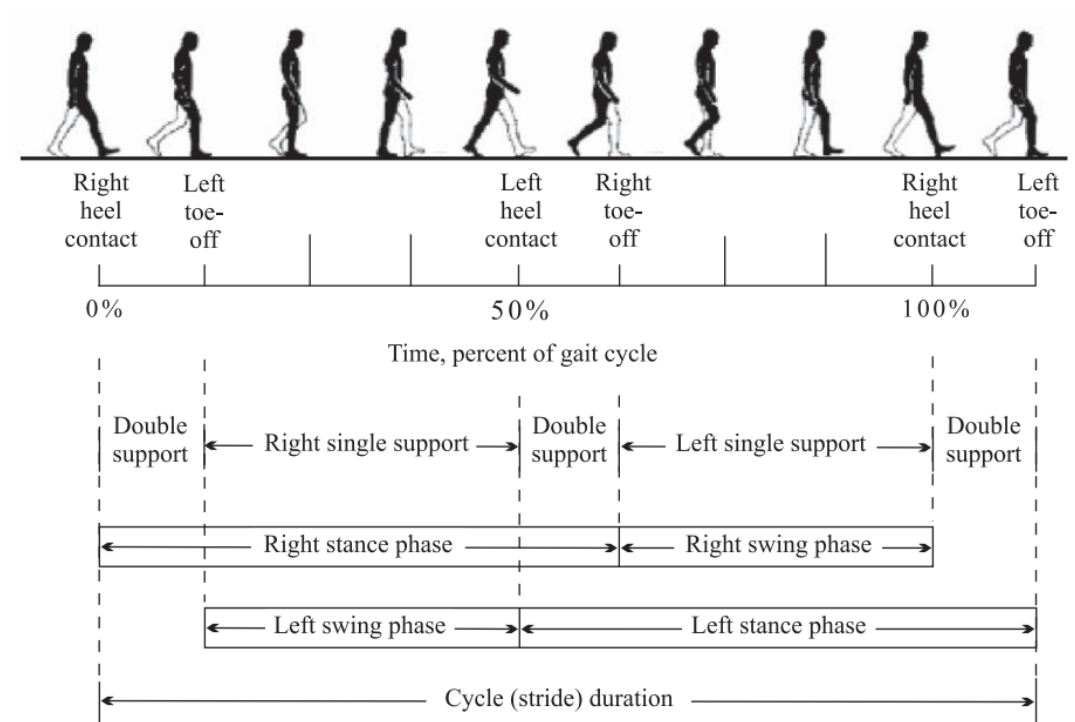 Right heel contact
Left toe-off
Left heel contact
Right toe-off
Right heel contact
Left toe-off
0% 50% 100%
Time, percent of gait cycle
Double support
Right single support
Double support
Left single support
Double support
Right stance phase
Right swing phase
Left swing phase
Left stance phase
Cycle (stride) duration